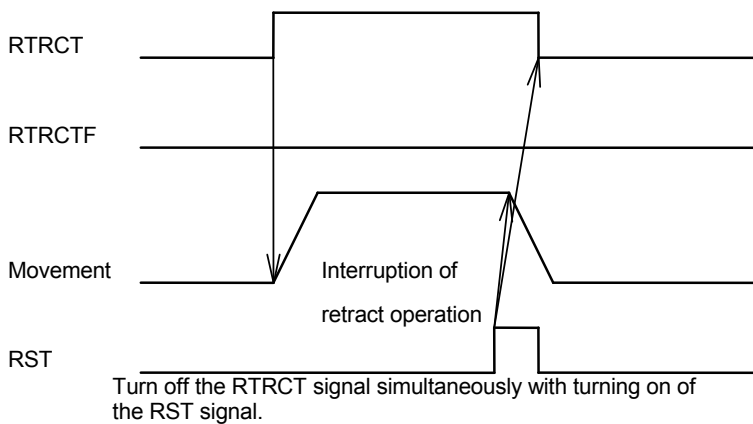 RTRCT
RTRCTF
Movement
Interruption of
retract operation
RST
Turn off the RTRCT signal simultaneously with turning on of
the RST signal.